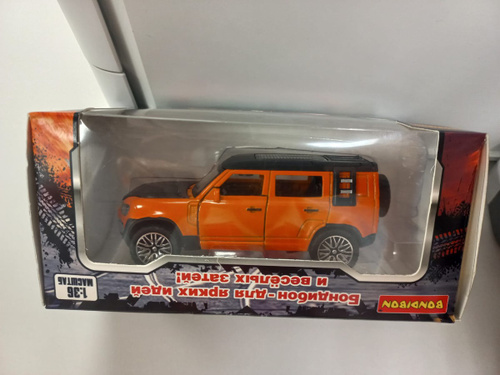 BONDIBON
Бондибон - для ярких идей
и весёлых затей!
1:36
МАСШТАБ